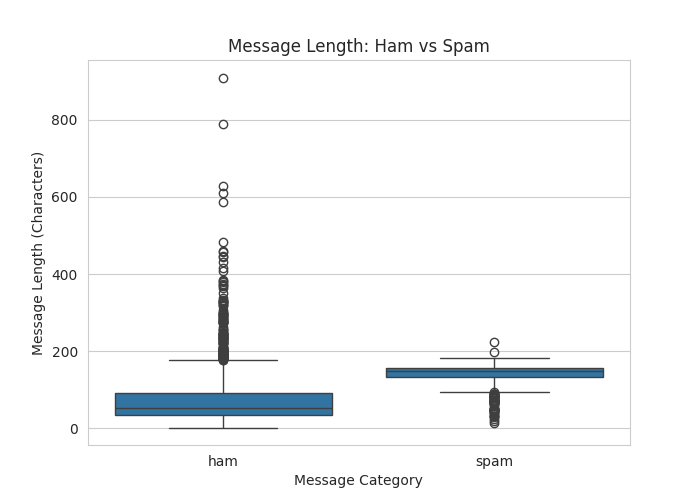 Message Length: Ham vs Spam
Message Length (Characters)
800
600
400
200
0
ham
spam
Message Category